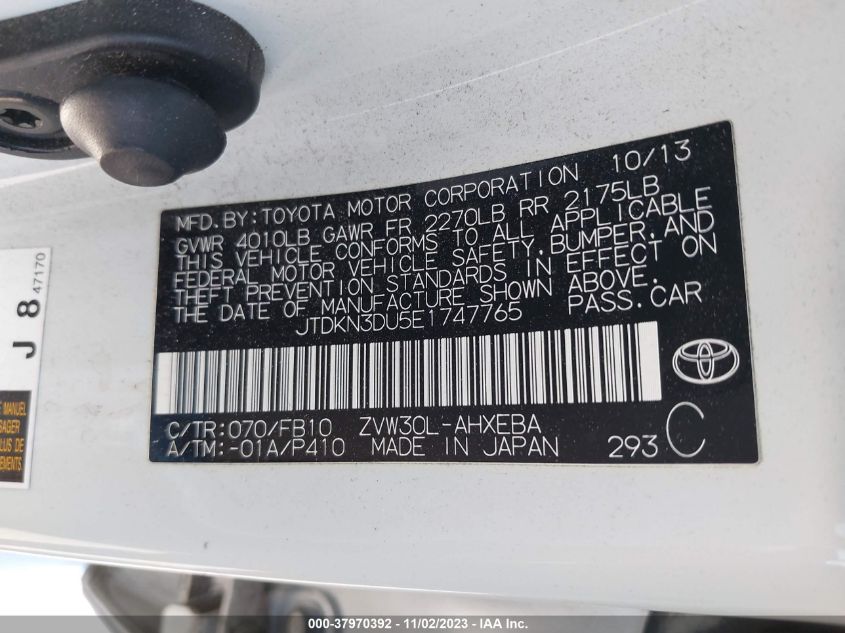 MFD. BY: TOYOTA MOTOR CORPORATION 10/13
GVWR 4010LB GAWR FR 2270LB RR 2175LB
THIS VEHICLE CONFORMS TO ALL APPLICABLE
FEDERAL MOTOR VEHICLE SAFETY, BUMPER, AND
THEFT PREVENTION STANDARDS IN EFFECT ON
THE DATE OF MANUFACTURE SHOWN ABOVE.
JTDKN3DU5E1747765 PASS. CAR
C/TR: 070/FB10 ZVW30L-AHXEBA
A/TM: -01A/P410 MADE IN JAPAN 293 C
J 8 47170
MANUEL
PLUS DE
000-37970392 - 11/02/2023 - IAA Inc.